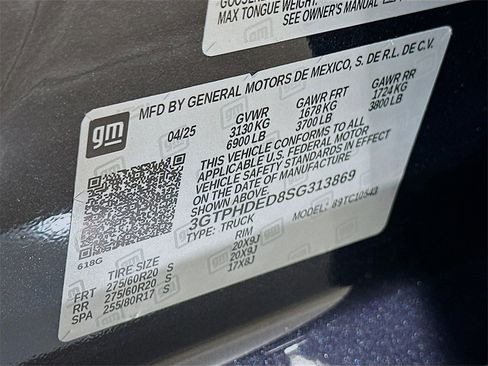 GOOSEN
MAX TONGUE WEIGHT:
SEE OWNER'S MANUAL
MFD BY GENERAL MOTORS DE MEXICO, S. DE R.L. DE C.V.
gm
04/25
GVWR GAWR FRT GAWR RR
3130 KG 1678 KG 1724 KG
6900 LB 3700 LB 3800 LB
THIS VEHICLE CONFORMS TO ALL
APPLICABLE U.S. FEDERAL MOTOR
VEHICLE SAFETY STANDARDS IN EFFECT
ON THE DATE OF MANUFACTURE SHOWN ABOVE.
3GTPHDED8SG313869
TYPE: TRUCK MODEL: 89TC10543
618G
TIRE SIZE RIM
FRT 275/60R20 S 20X9J
RR 275/60R20 S 20X9J
SPA 255/80R17 S 17X8J